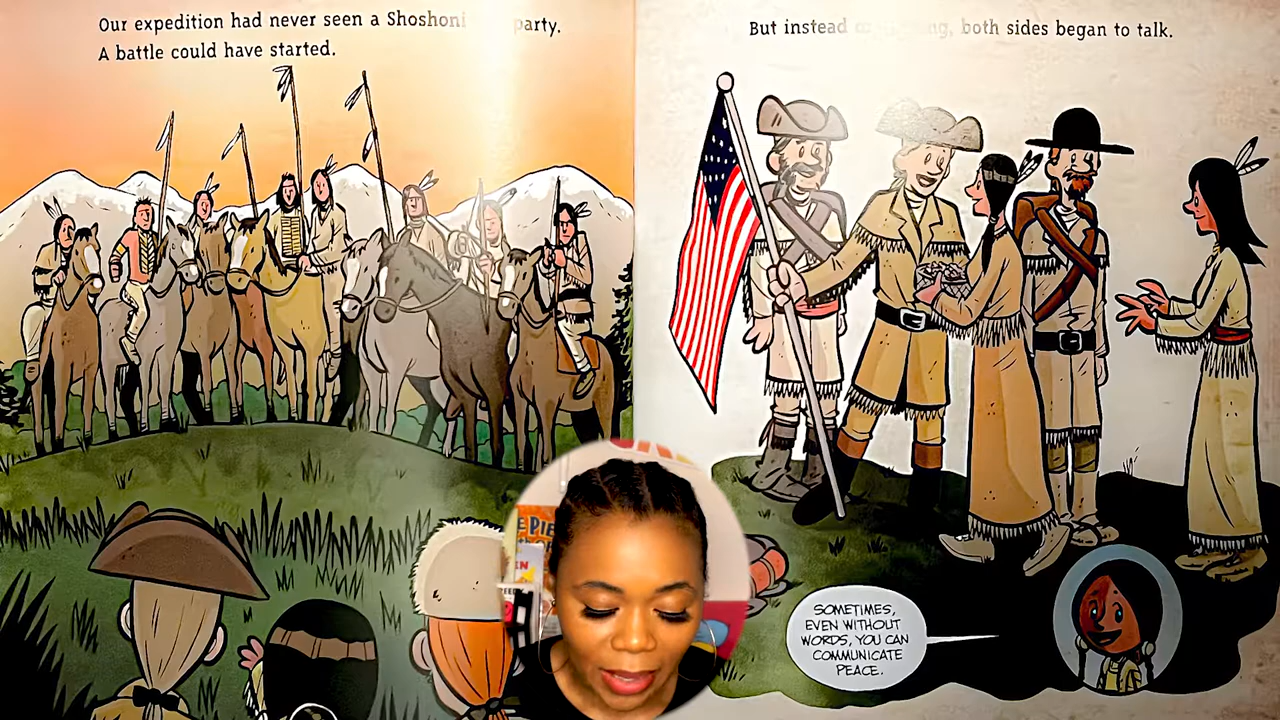 Our expedition had never seen a Shoshoni party.
A battle could have started.
But instead both sides began to talk.
SOMETIMES,
EVEN WITHOUT
WORDS, YOU CAN
COMMUNICATE
PEACE.